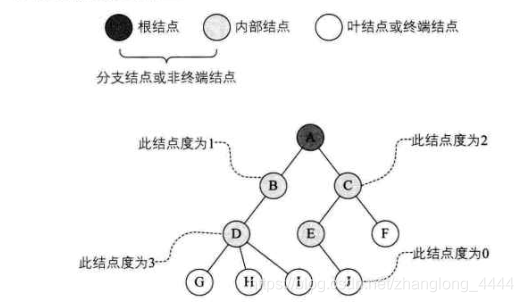 根结点 内部结点 叶结点或终端结点
分支结点或非终端结点
A
此结点度为1 此结点度为2
B C
D E F
此结点度为3 此结点度为0
G H I J
https://blog.csdn.net/zhanglong_4444